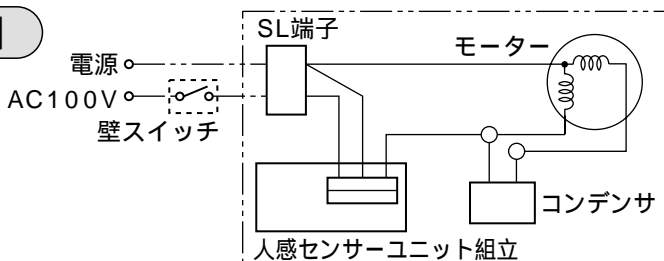 SL端子
電源
モーター
AC100V
壁スイッチ
コンデンサ
人感センサーユニット組立